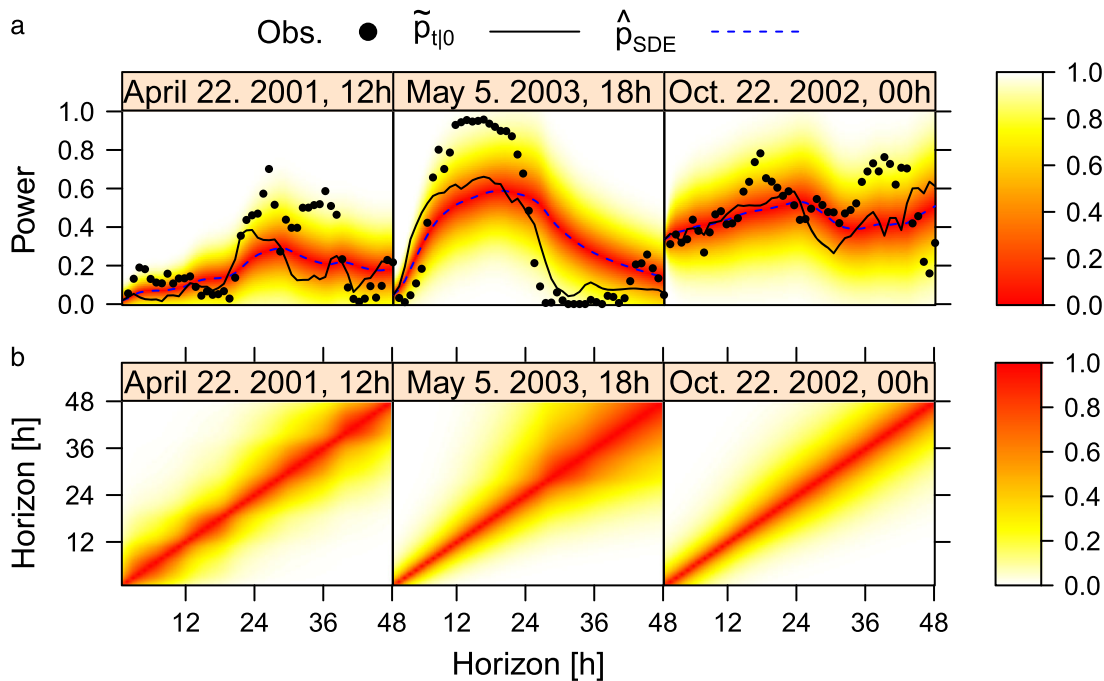 a
Obs. p̃t|0 p̂SDE
April 22. 2001, 12h May 5. 2003, 18h Oct. 22. 2002, 00h
Power
1.0
0.8
0.6
0.4
0.2
0.0
1.0
0.8
0.6
0.4
0.2
0.0
b
April 22. 2001, 12h May 5. 2003, 18h Oct. 22. 2002, 00h
Horizon [h]
48
36
24
12
1.0
0.8
0.6
0.4
0.2
0.0
12 24 36 48 12 24 36 48 12 24 36 48
Horizon [h]